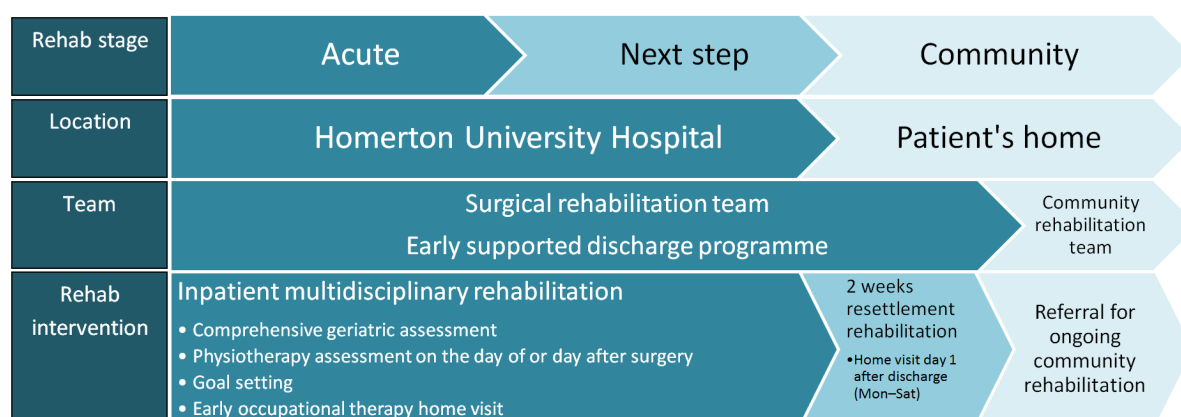 Rehab stage
Acute
Next step
Community
Location
Homerton University Hospital
Patient's home
Team
Surgical rehabilitation team
Early supported discharge programme
Community
rehabilitation
team
Rehab
intervention
Inpatient multidisciplinary rehabilitation
• Comprehensive geriatric assessment
• Physiotherapy assessment on the day of or day after surgery
• Goal setting
• Early occupational therapy home visit
2 weeks
resettlement
rehabilitation
•Home visit day 1
after discharge
(Mon–Sat)
Referral for
ongoing
community
rehabilitation